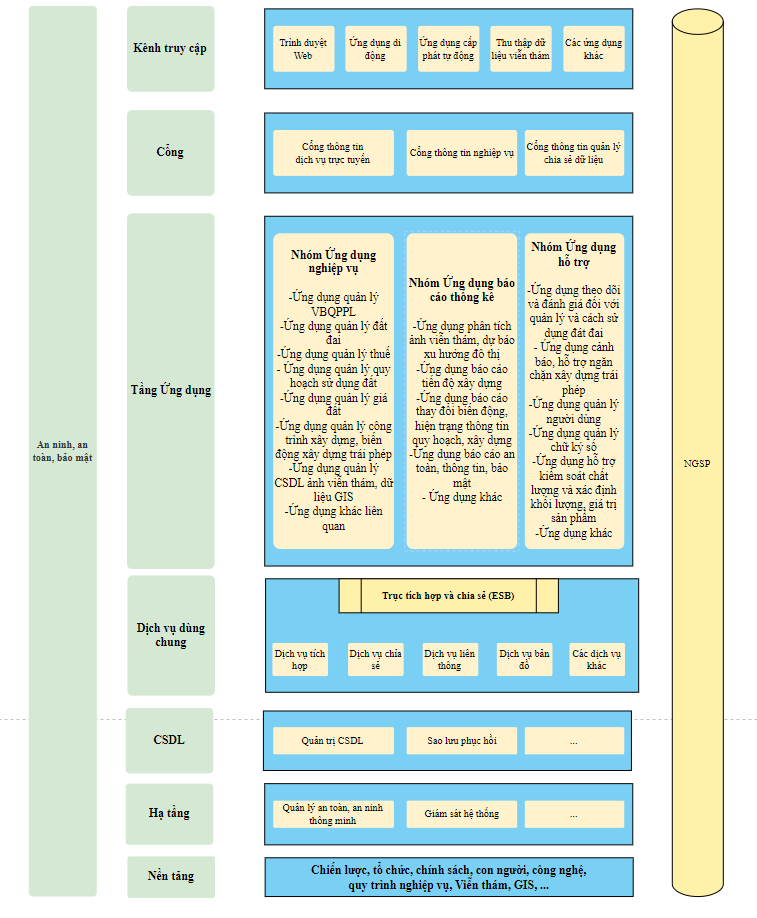 Kênh truy cập
Trình duyệt
Web
Ứng dụng di
động
Ứng dụng cấp
phát tự động
Thu thập dữ
liệu viễn thám
Các ứng dụng
khác
Cổng
Cổng thông tin
dịch vụ trực tuyến
Cổng thông tin nghiệp vụ
Cổng thông tin quản lý
chia sẻ dữ liệu
Tầng Ứng dụng
Nhóm Ứng dụng
nghiệp vụ
-Ứng dụng quản lý
VBQPPL
-Ứng dụng quản lý đất
đai
-Ứng dụng quản lý thuế
- Ứng dụng quản lý quy
hoạch sử dụng đất
-Ứng dụng quản lý giá
đất
-Ứng dụng quản lý công
trình xây dựng, biến
động xây dựng trái phép
-Ứng dụng quản lý
CSDL ảnh viễn thám, dữ
liệu GIS
-Ứng dụng khác liên
quan
Nhóm Ứng dụng báo
cáo thống kê
-Ứng dụng phân tích
ảnh viễn thám, dự báo
xu hướng đô thị
-Ứng dụng báo cáo
tiến độ xây dựng
-Ứng dụng báo cáo
thay đổi biến động,
hiện trạng thông tin
quy hoạch, xây dựng
-Ứng dụng báo cáo an
toàn, thông tin, bảo
mật
- Ứng dụng khác
Nhóm Ứng dụng
hỗ trợ
-Ứng dụng theo dõi
và đánh giá đối với
quản lý và cách sử
dụng đát đai
- Ứng dụng cảnh
báo, hỗ trợ ngăn
chặn xây dựng trái
phép
-Ứng dụng quản lý
người dùng
-Ứng dụng quản lý
chữ ký số
-Ứng dụng hỗ trợ
kiểm soát chất
lượng và xác định
khối lượng, giá trị
sản phẩm
-Ứng dụng khác
An ninh, an
toàn, bảo mật
NGSP
Dịch vụ dùng
chung
Trục tích hợp và chia sẻ (ESB)
Dịch vụ tích
hợp
Dịch vụ chia
sẻ
Dịch vụ liên
thông
Dịch vụ bản
đồ
Các dịch vụ
khác
CSDL
Quản trị CSDL
Sao lưu phục hồi
...
Hạ tầng
Quản lý an toàn, an ninh
thông minh
Giám sát hệ thống
...
Nền tảng
Chiến lược, tổ chức, chính sách, con người, công nghệ,
quy trình nghiệp vụ, Viễn thám, GIS, ...